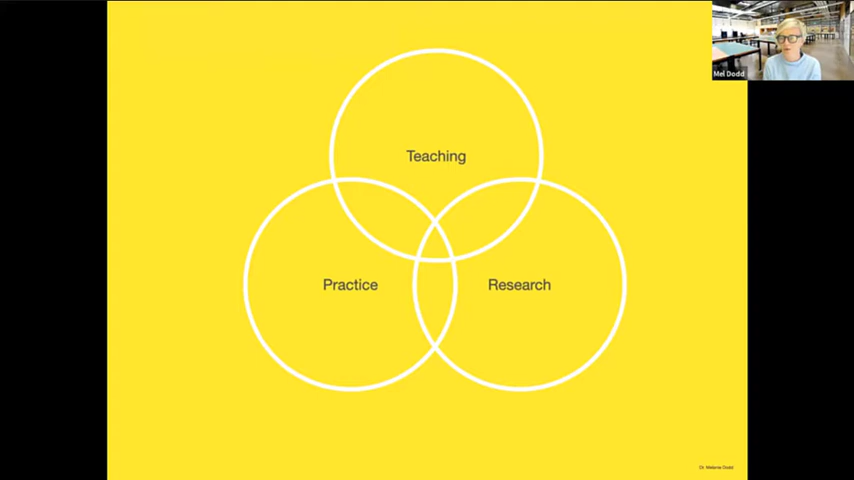 Mel Dodd
Teaching
Practice
Research
Dr. Melanie Dodd